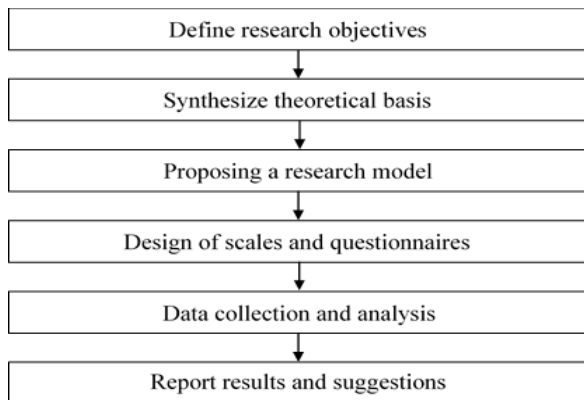 Define research objectives
Synthesize theoretical basis
Proposing a research model
Design of scales and questionnaires
Data collection and analysis
Report results and suggestions